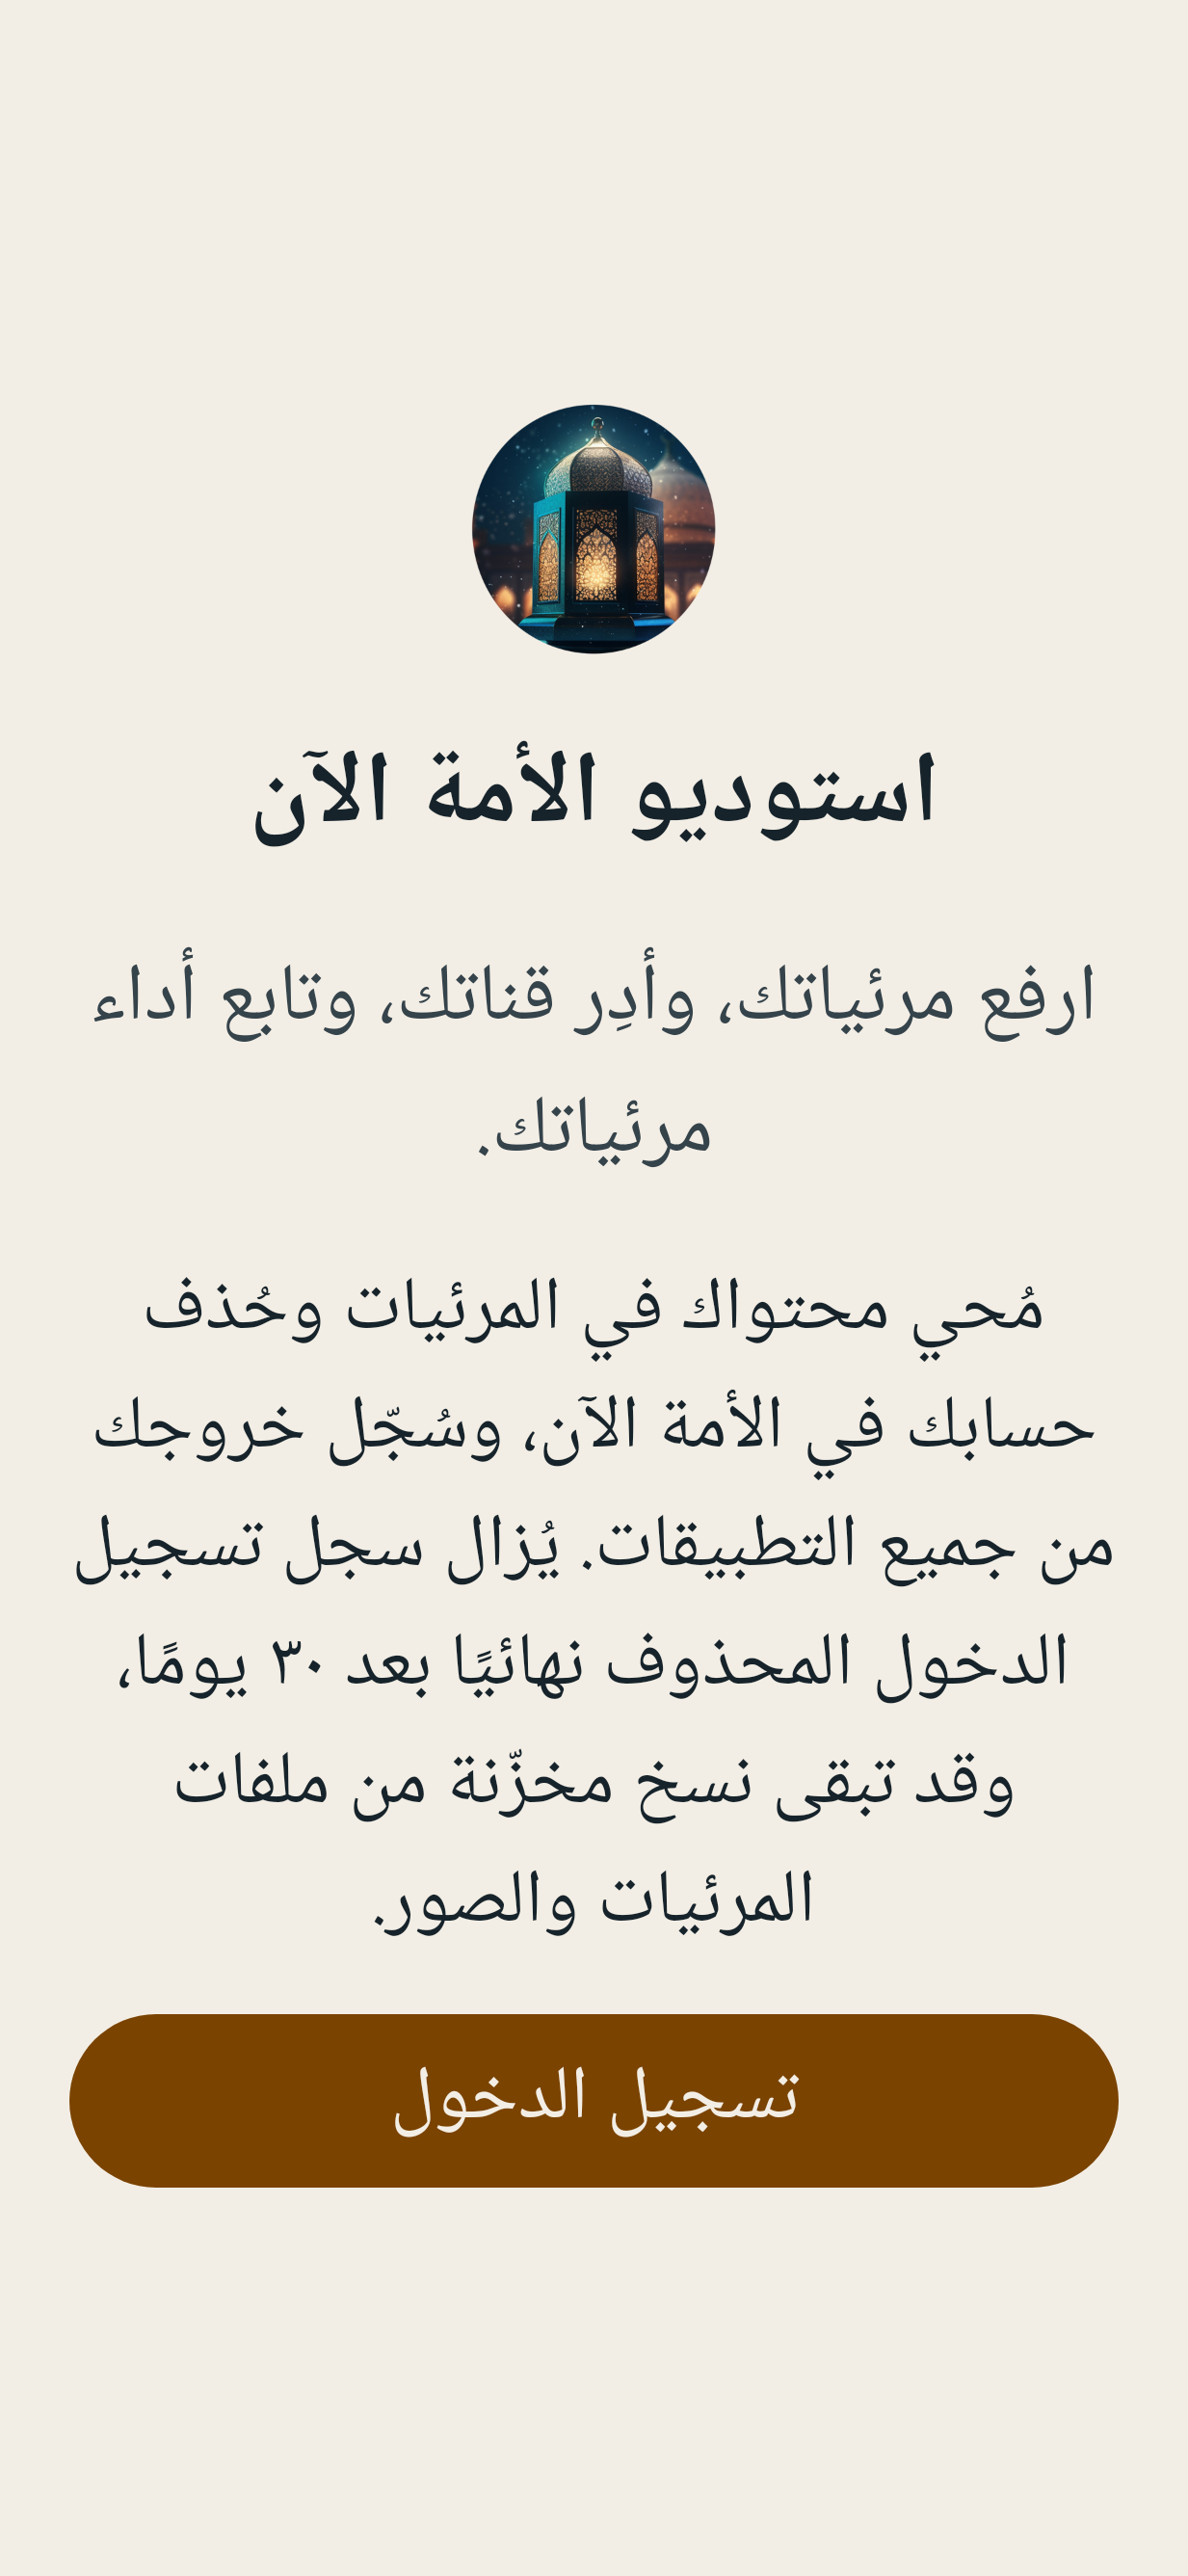 استوديو الأمة الآن
ارفع مرئياتك، وأدِر قناتك، وتابع أداء
مرئياتك.
مُحي محتواك في المرئيات وحُذف
حسابك في الأمة الآن، وسُجّل خروجك
من جميع التطبيقات. يُزال سجل تسجيل
الدخول المحذوف نهائيًا بعد ٣٠ يومًا،
وقد تبقى نسخ مخزّنة من ملفات
المرئيات والصور.
تسجيل الدخول